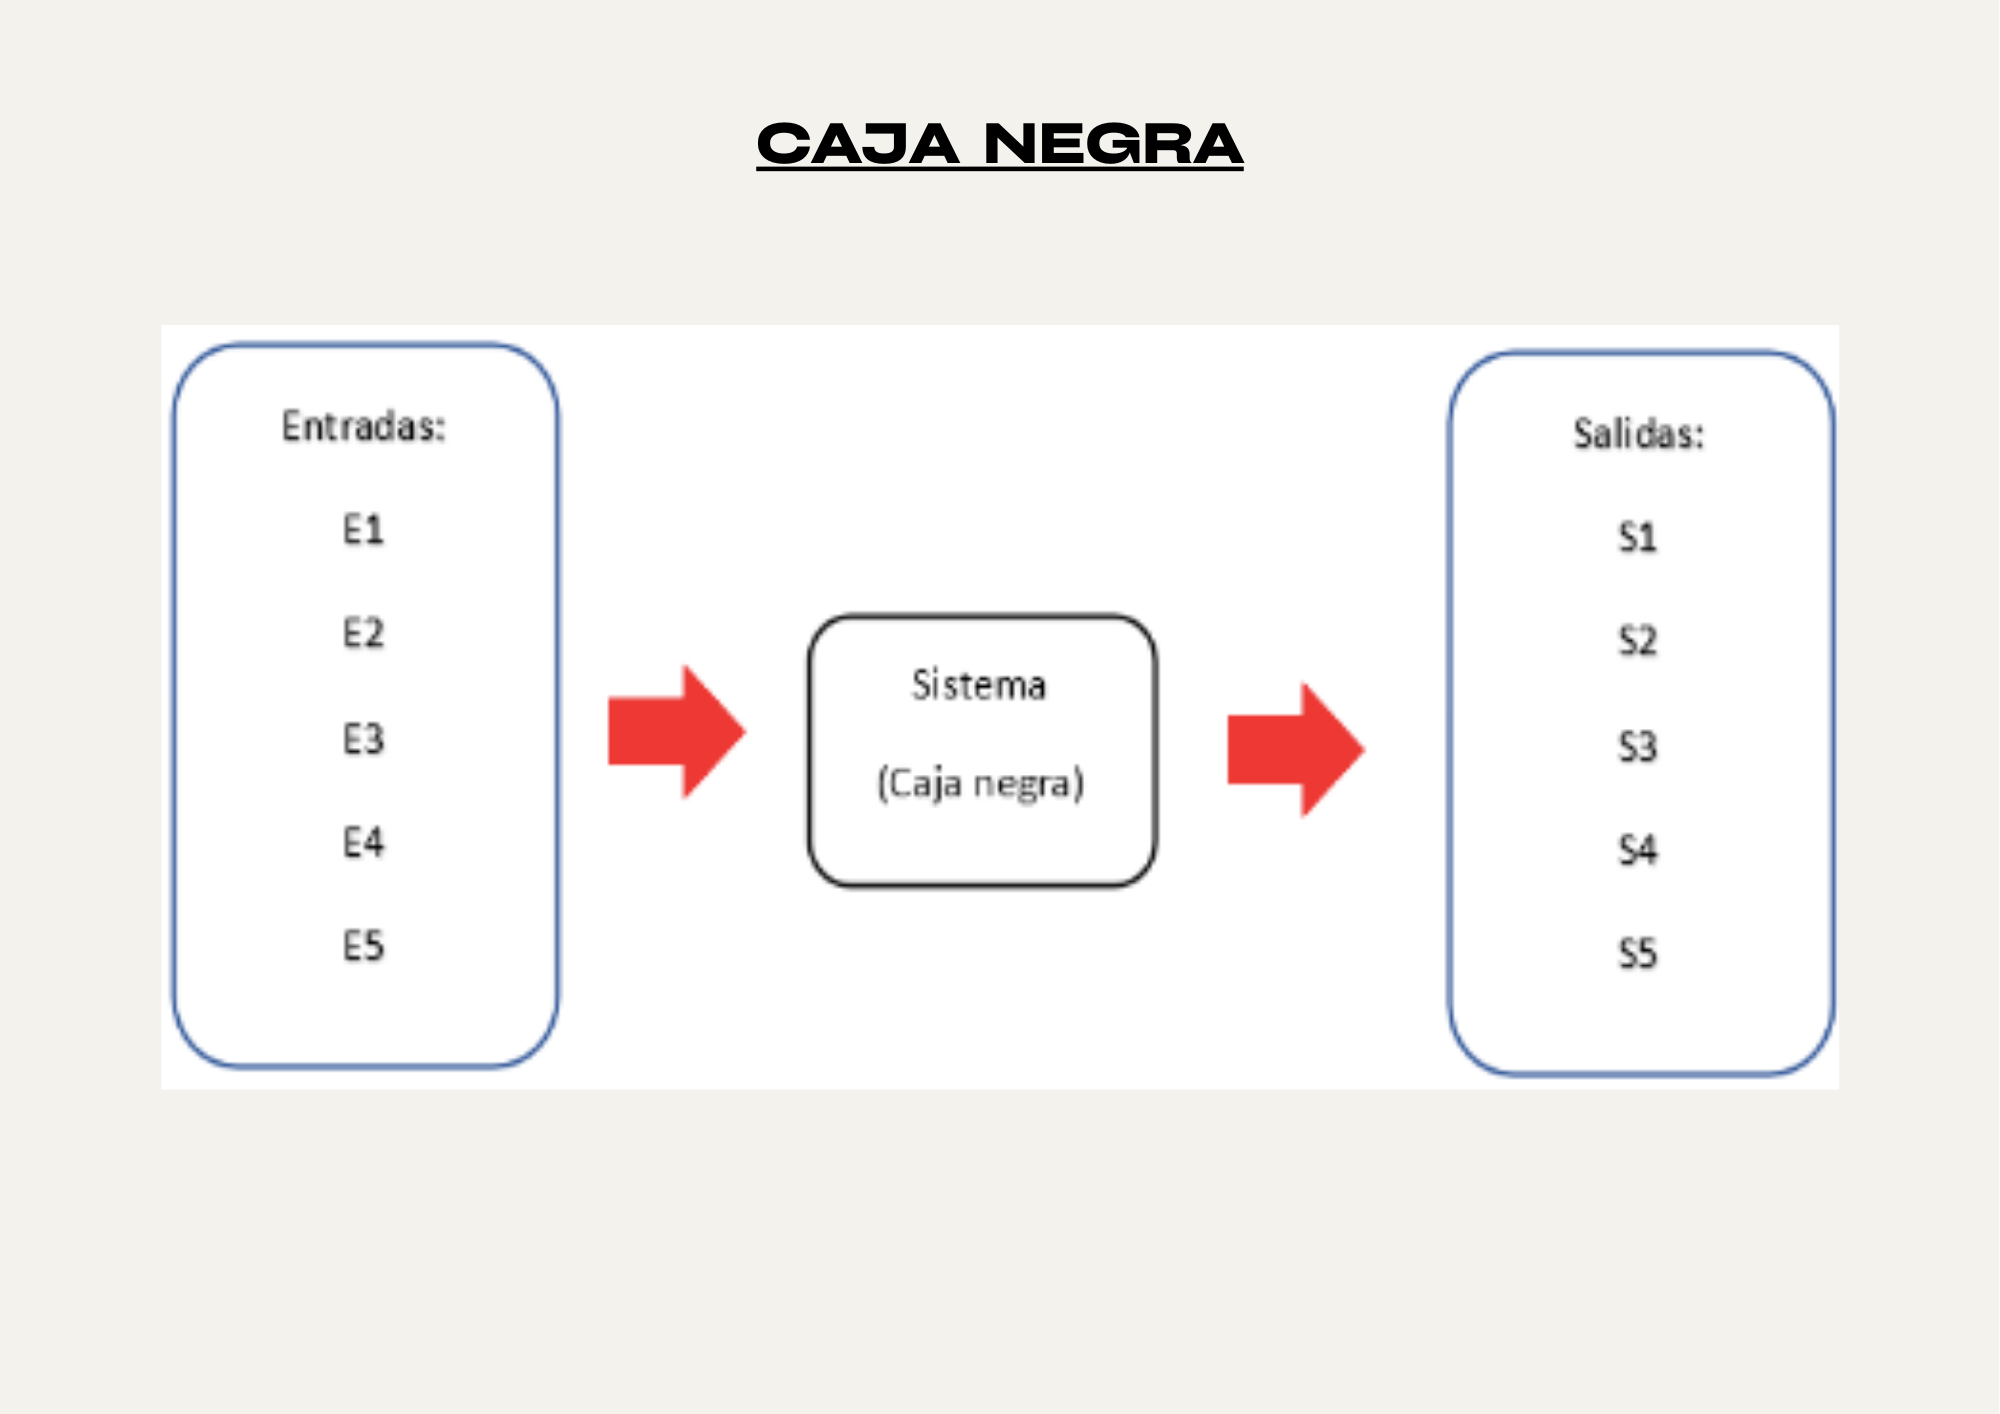 CAJA NEGRA
Entradas:
E1
E2
E3
E4
E5
Sistema
(Caja negra)
Salidas:
S1
S2
S3
S4
S5